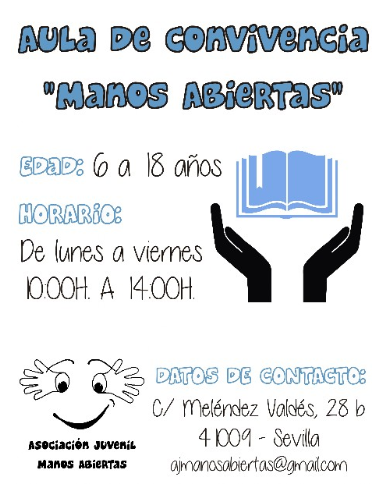 Aula de convivencia
"Manos Abiertas"
Edad: 6 a 18 años
Horario:
De lunes a viernes
10:00H. A 14:00H.
Datos de contacto:
C/ Meléndez Valdés, 28 b
41009 - Sevilla
ajmanosabiertas@gmail.com
Asociación Juvenil
Manos Abiertas